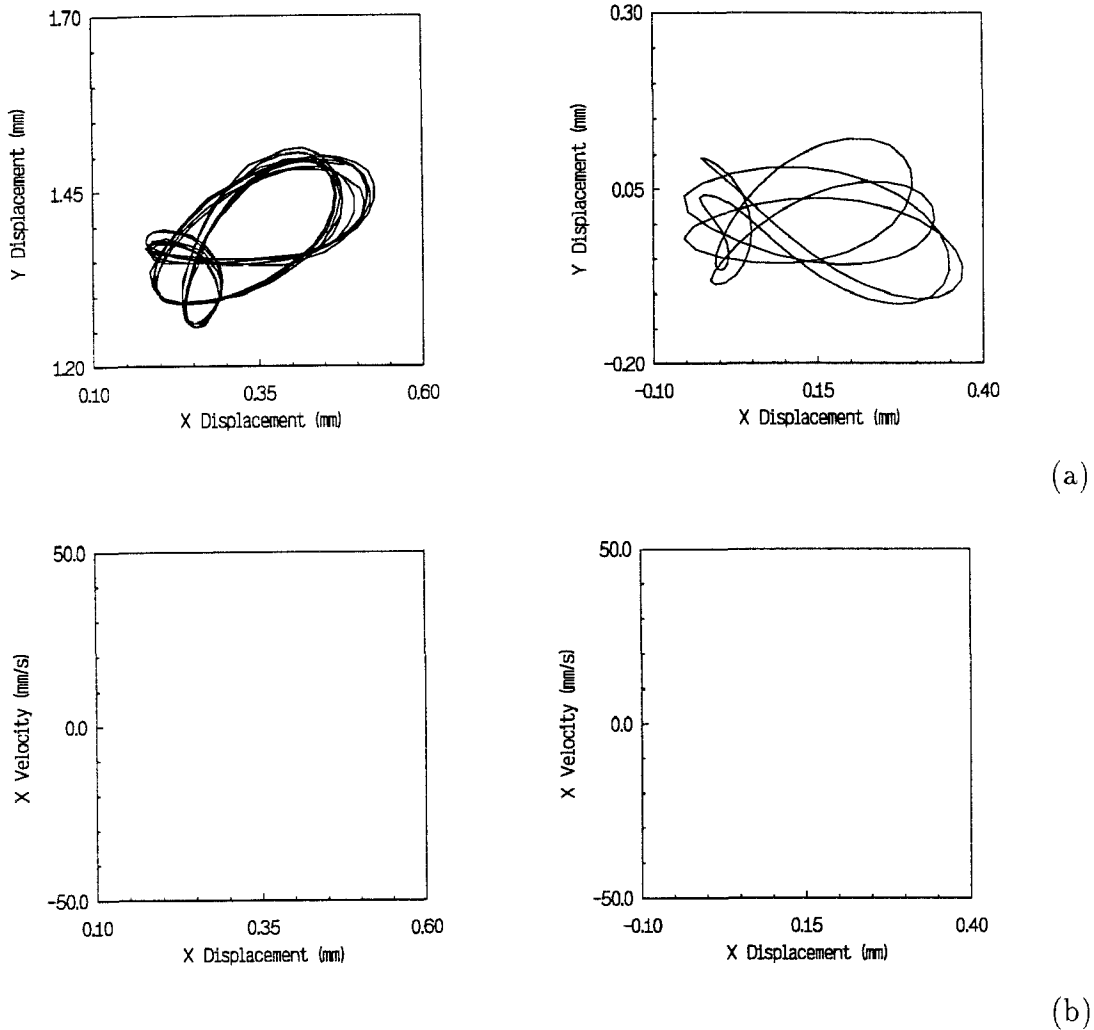 1.70
Y Displacement (mm)
1.45
1.20
0.10 0.35 0.60
X Displacement (mm)
0.30
Y Displacement (mm)
0.05
-0.20
-0.10 0.15 0.40
X Displacement (mm)
(a)
50.0
X Velocity (mm/s)
0.0
-50.0
0.10 0.35 0.60
X Displacement (mm)
50.0
X Velocity (mm/s)
0.0
-50.0
-0.10 0.15 0.40
X Displacement (mm)
(b)